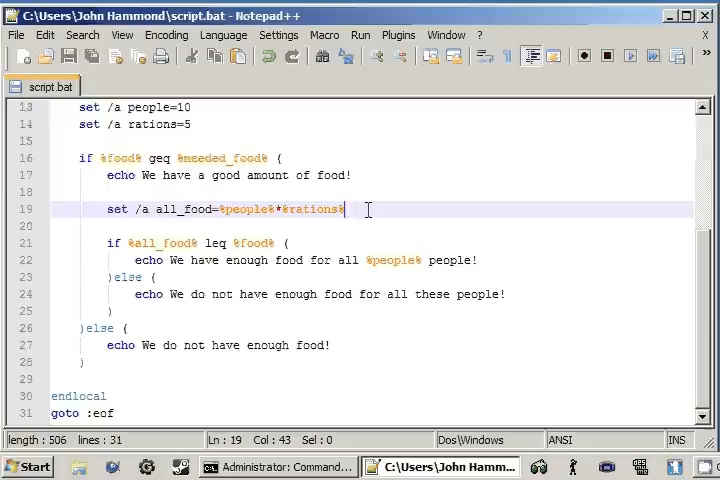 C:\Users\John Hammond\script.bat - Notepad++
File Edit Search View Encoding Language Settings Macro Run Plugins Window ? X
script.bat
13 set /a people=10
14 set /a rations=5
15
16 if %food% geq %needed_food% (
17 echo We have a good amount of food!
18
19 set /a all_food=%people%*%rations%
20
21 if %all_food% leq %food% (
22 echo We have enough food for all %people% people!
23 )else (
24 echo We do not have enough food for all these people!
25 )
26 )else (
27 echo We do not have enough food!
28 )
29
30 endlocal
31 goto :eof
length : 506 lines : 31 Ln : 19 Col : 43 Sel : 0 Dos\Windows ANSI INS
Start Administrator: Command... C:\Users\John Hamm...